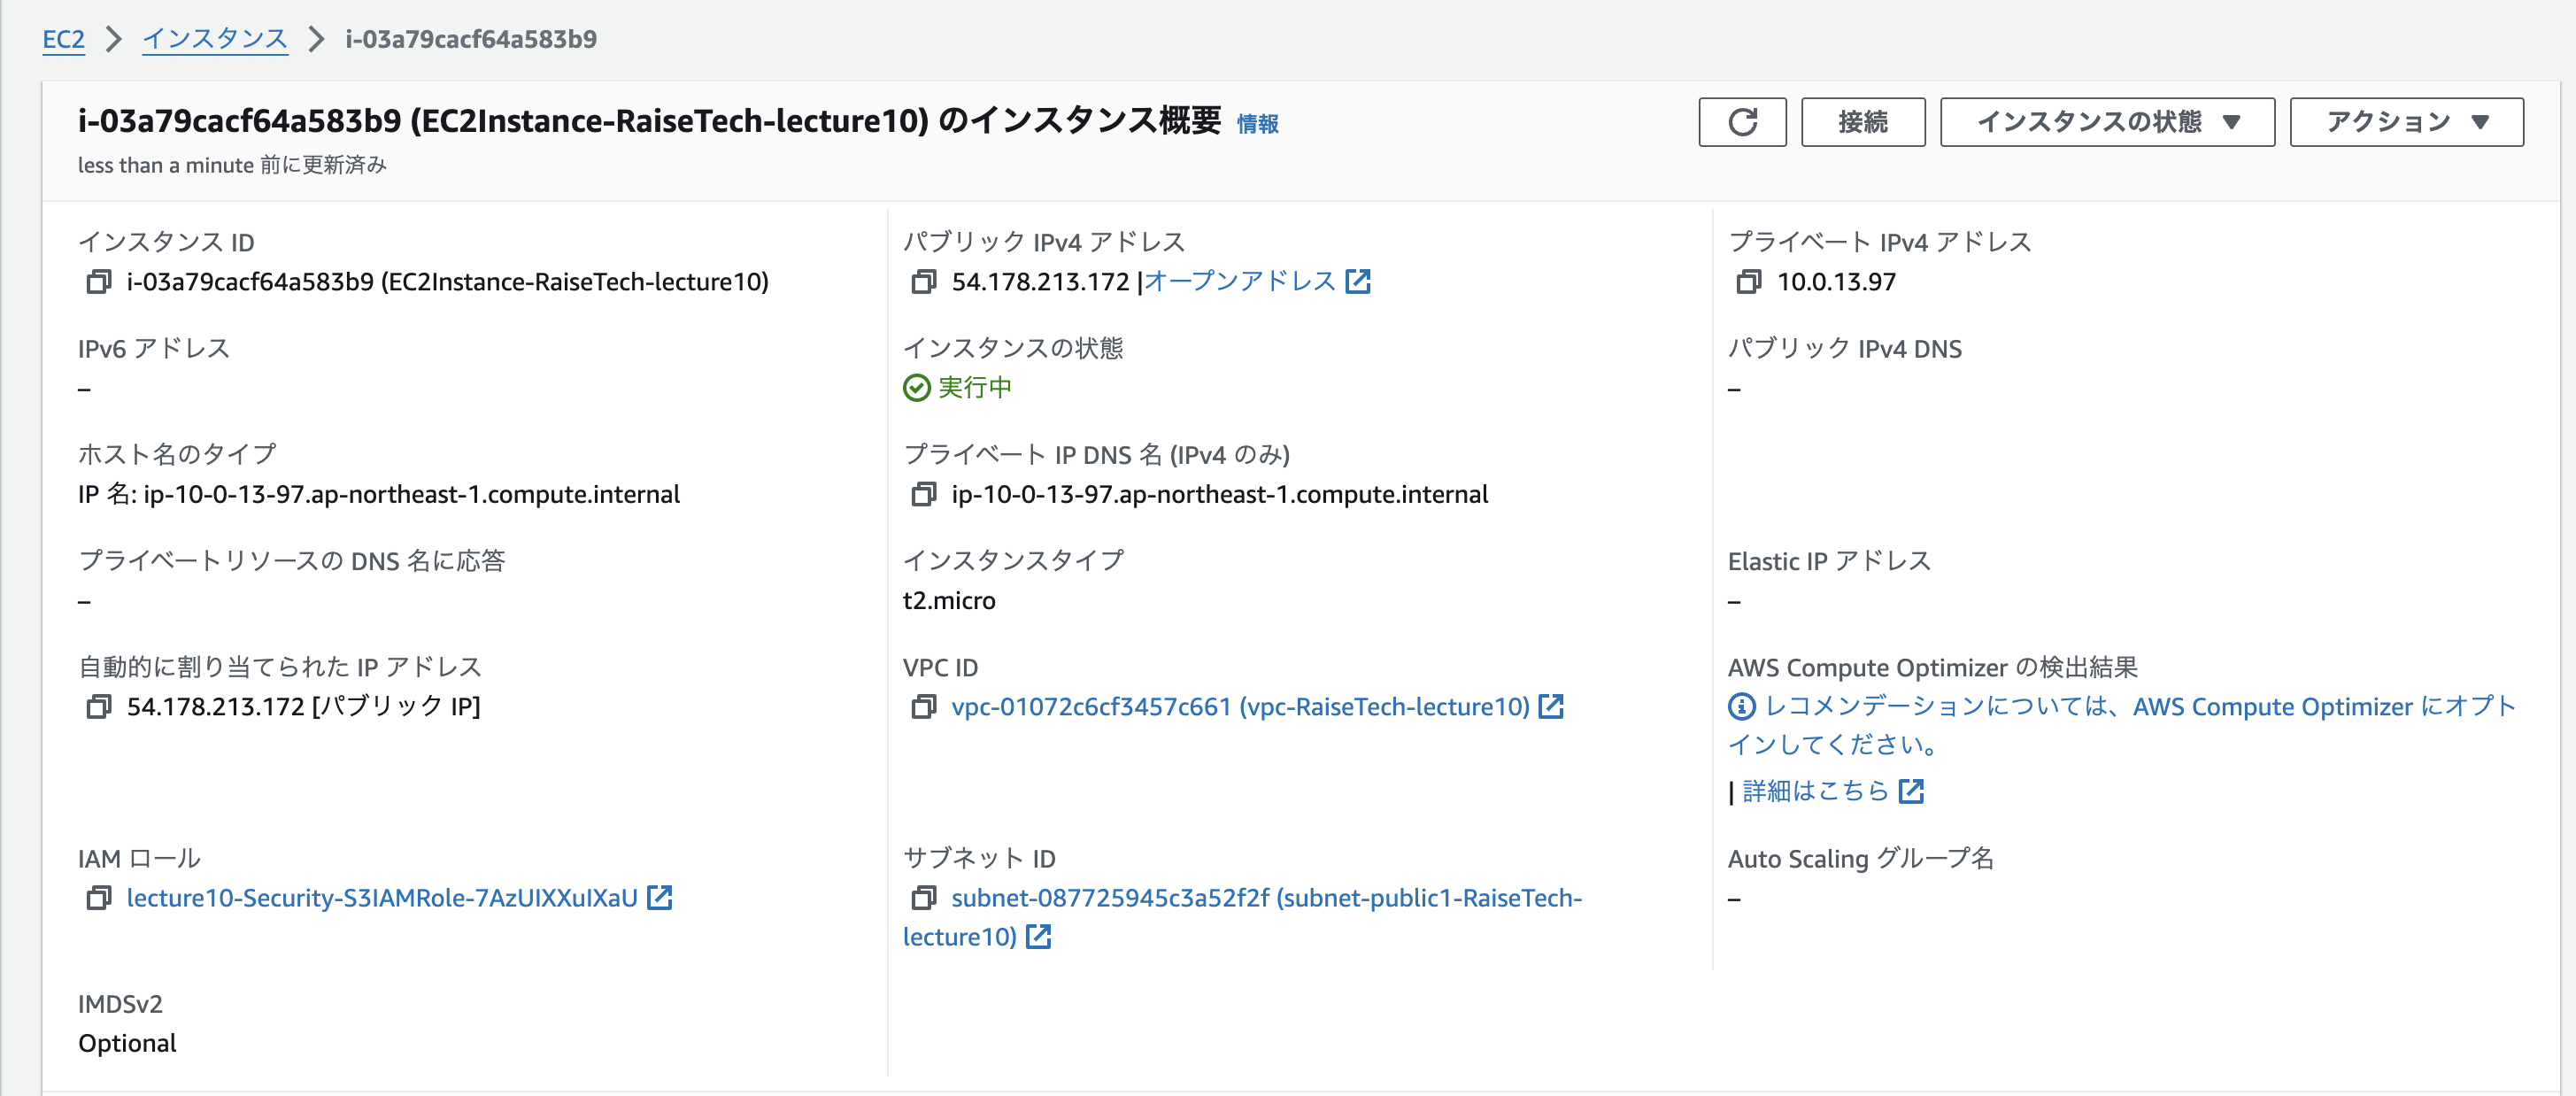 EC2 > インスタンス > i-03a79cacf64a583b9
i-03a79cacf64a583b9 (EC2Instance-RaiseTech-lecture10) のインスタンス概要 情報
less than a minute 前に更新済み
接続
インスタンスの状態 ▼
アクション ▼
インスタンス ID
i-03a79cacf64a583b9 (EC2Instance-RaiseTech-lecture10)
パブリック IPv4 アドレス
54.178.213.172 |オープンアドレス
プライベート IPv4 アドレス
10.0.13.97
IPv6 アドレス
–
インスタンスの状態
実行中
パブリック IPv4 DNS
–
ホスト名のタイプ
IP 名: ip-10-0-13-97.ap-northeast-1.compute.internal
プライベート IP DNS 名 (IPv4 のみ)
ip-10-0-13-97.ap-northeast-1.compute.internal
プライベートリソースの DNS 名に応答
–
インスタンスタイプ
t2.micro
Elastic IP アドレス
–
自動的に割り当てられた IP アドレス
54.178.213.172 [パブリック IP]
VPC ID
vpc-01072c6cf3457c661 (vpc-RaiseTech-lecture10)
AWS Compute Optimizer の検出結果
レコメンデーションについては、AWS Compute Optimizer にオプト
インしてください。
| 詳細はこちら
IAM ロール
lecture10-Security-S3IAMRole-7AzUIXXuIXaU
サブネット ID
subnet-087725945c3a52f2f (subnet-public1-RaiseTech-
lecture10)
Auto Scaling グループ名
–
IMDSv2
Optional